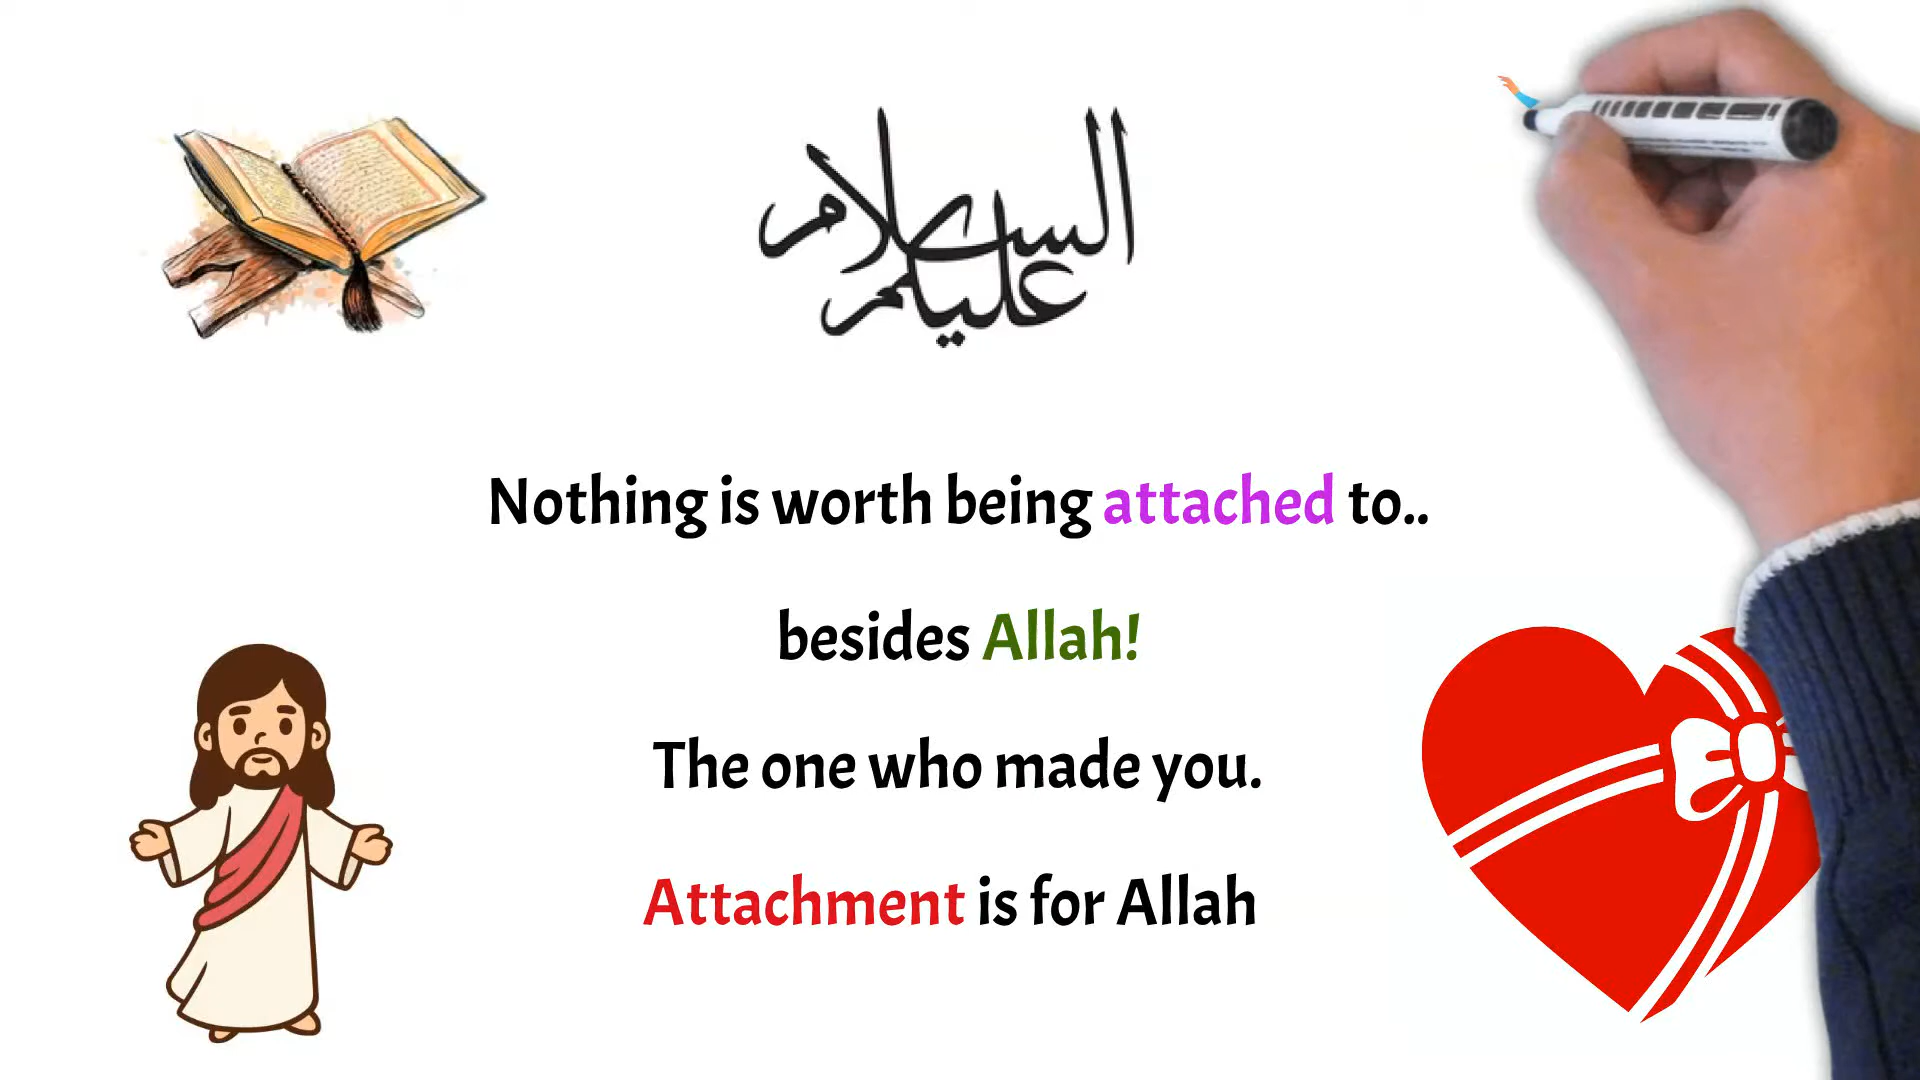 السلام
عليكم
Nothing is worth being attached to..
besides Allah!
The one who made you.
Attachment is for Allah